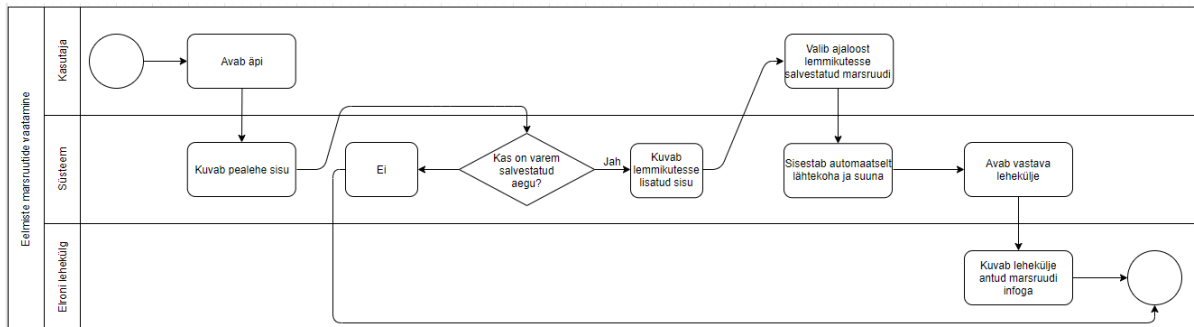 Eelmiste marsruutide vaatamine
Kasutaja
Avab äpi
Valib ajaloost
lemmikutesse
salvestatud marsruudi
Süsteem
Kuvab pealehe sisu
Ei
Kas on varem
salvestatud
aegu?
Jah
Kuvab
lemmikutesse
lisatud sisu
Sisestab automaatselt
lähtekoha ja suuna
Avab vastava
lehekülje
Elroni lehekülg
Kuvab lehekülje
antud marsruudi
infoga